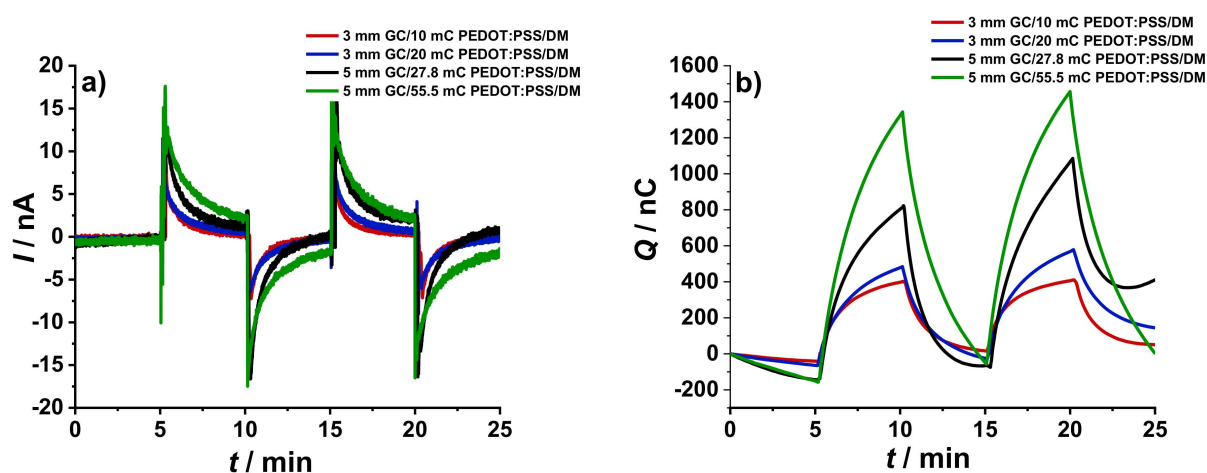 3 mm GC/10 mC PEDOT:PSS/DM
3 mm GC/20 mC PEDOT:PSS/DM
5 mm GC/27.8 mC PEDOT:PSS/DM
5 mm GC/55.5 mC PEDOT:PSS/DM
a)
20
15
10
5
0
-5
-10
-15
-20
I / nA
0
5
10
15
20
25
t / min
3 mm GC/10 mC PEDOT:PSS/DM
3 mm GC/20 mC PEDOT:PSS/DM
5 mm GC/27.8 mC PEDOT:PSS/DM
5 mm GC/55.5 mC PEDOT:PSS/DM
b)
1600
1400
1200
1000
800
600
400
200
0
-200
Q / nC
0
5
10
15
20
25
t / min